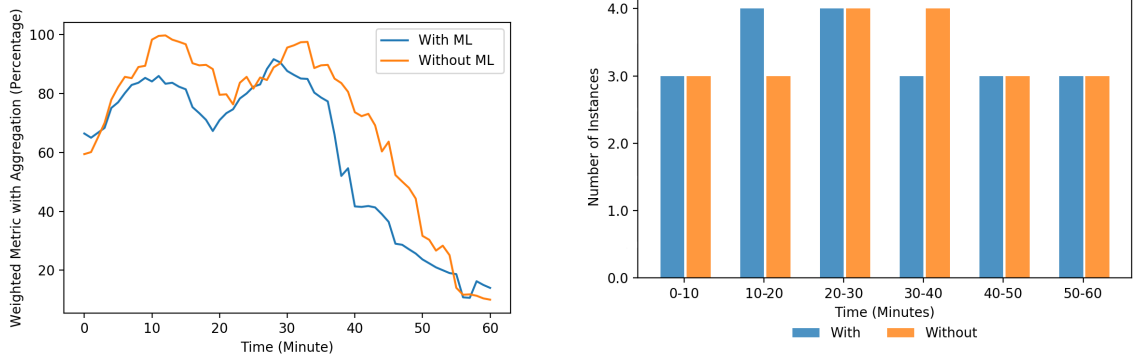 Weighted Metric with Aggregation (Percentage)
100
80
60
40
20
With ML
Without ML
0 10 20 30 40 50 60
Time (Minute)
Number of Instances
4.0
3.0
2.0
1.0
0.0
0-10 10-20 20-30 30-40 40-50 50-60
Time (Minutes)
With Without